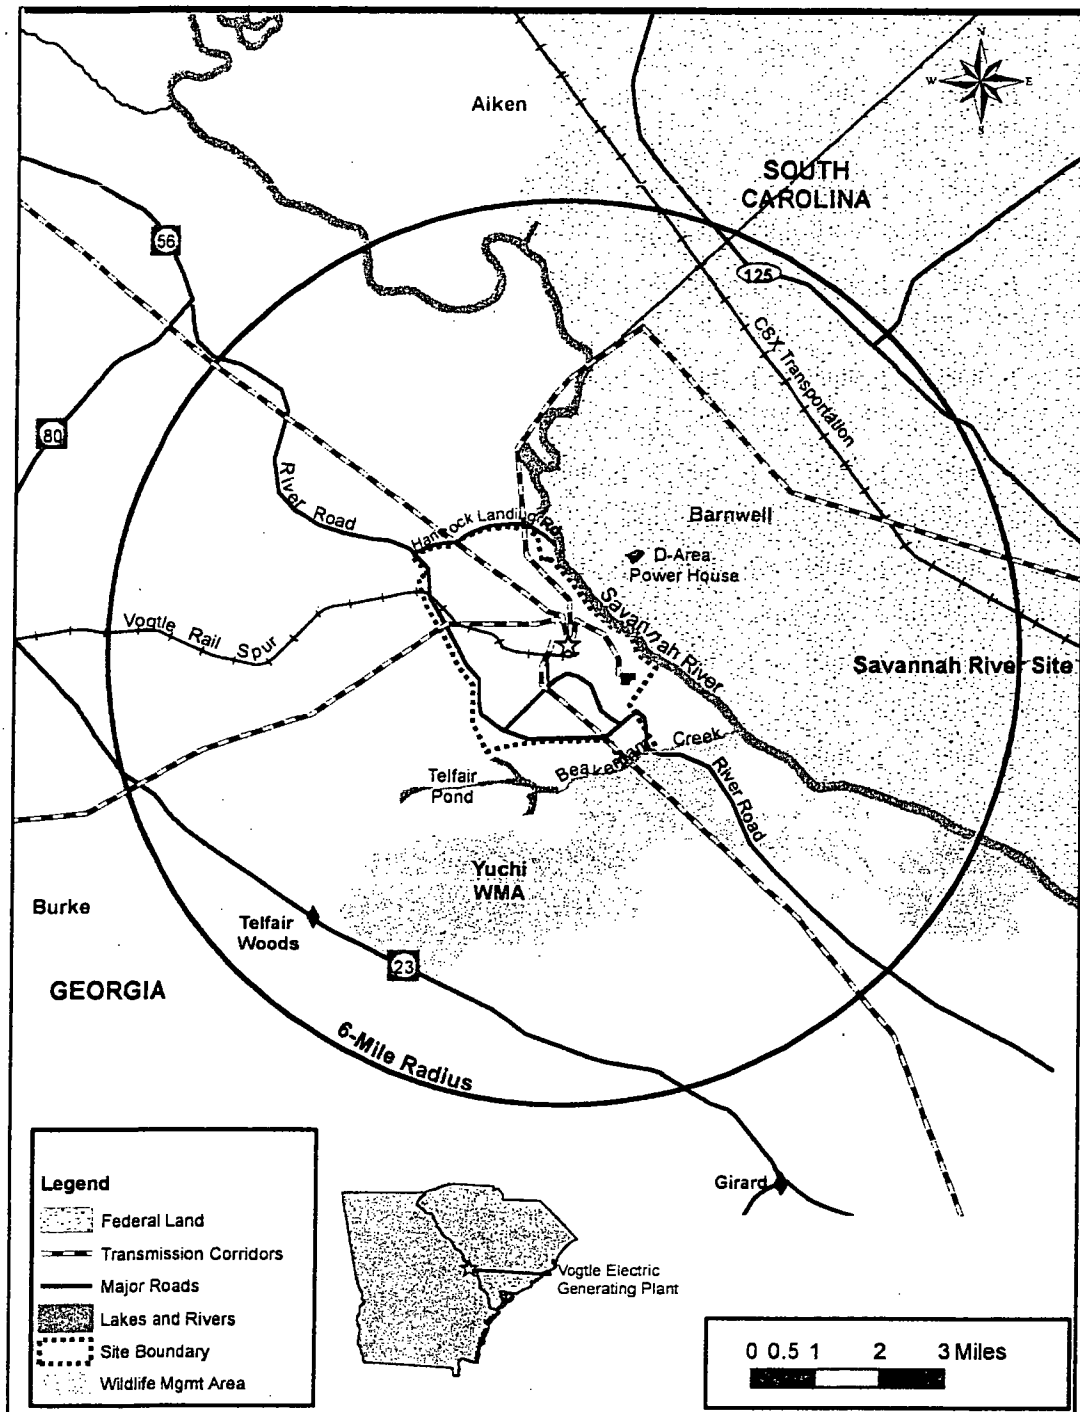 N
W
E
S
Aiken
SOUTH
CAROLINA
56
125
CSX Transportation
80
River Road
Hancock Landing Rd
Barnwell
D-Area
Power House
Savannah River
Vogtle Rail Spur
Savannah River Site
Telfair
Pond
Creek
River Road
Yuchi
WMA
Burke
Telfair
Woods
23
GEORGIA
6-Mile Radius
Girard
Legend
Federal Land
Transmission Corridors
Major Roads
Lakes and Rivers
Site Boundary
Wildlife Mgmt Area
Vogtle Electric
Generating Plant
0 0.5 1 2 3 Miles